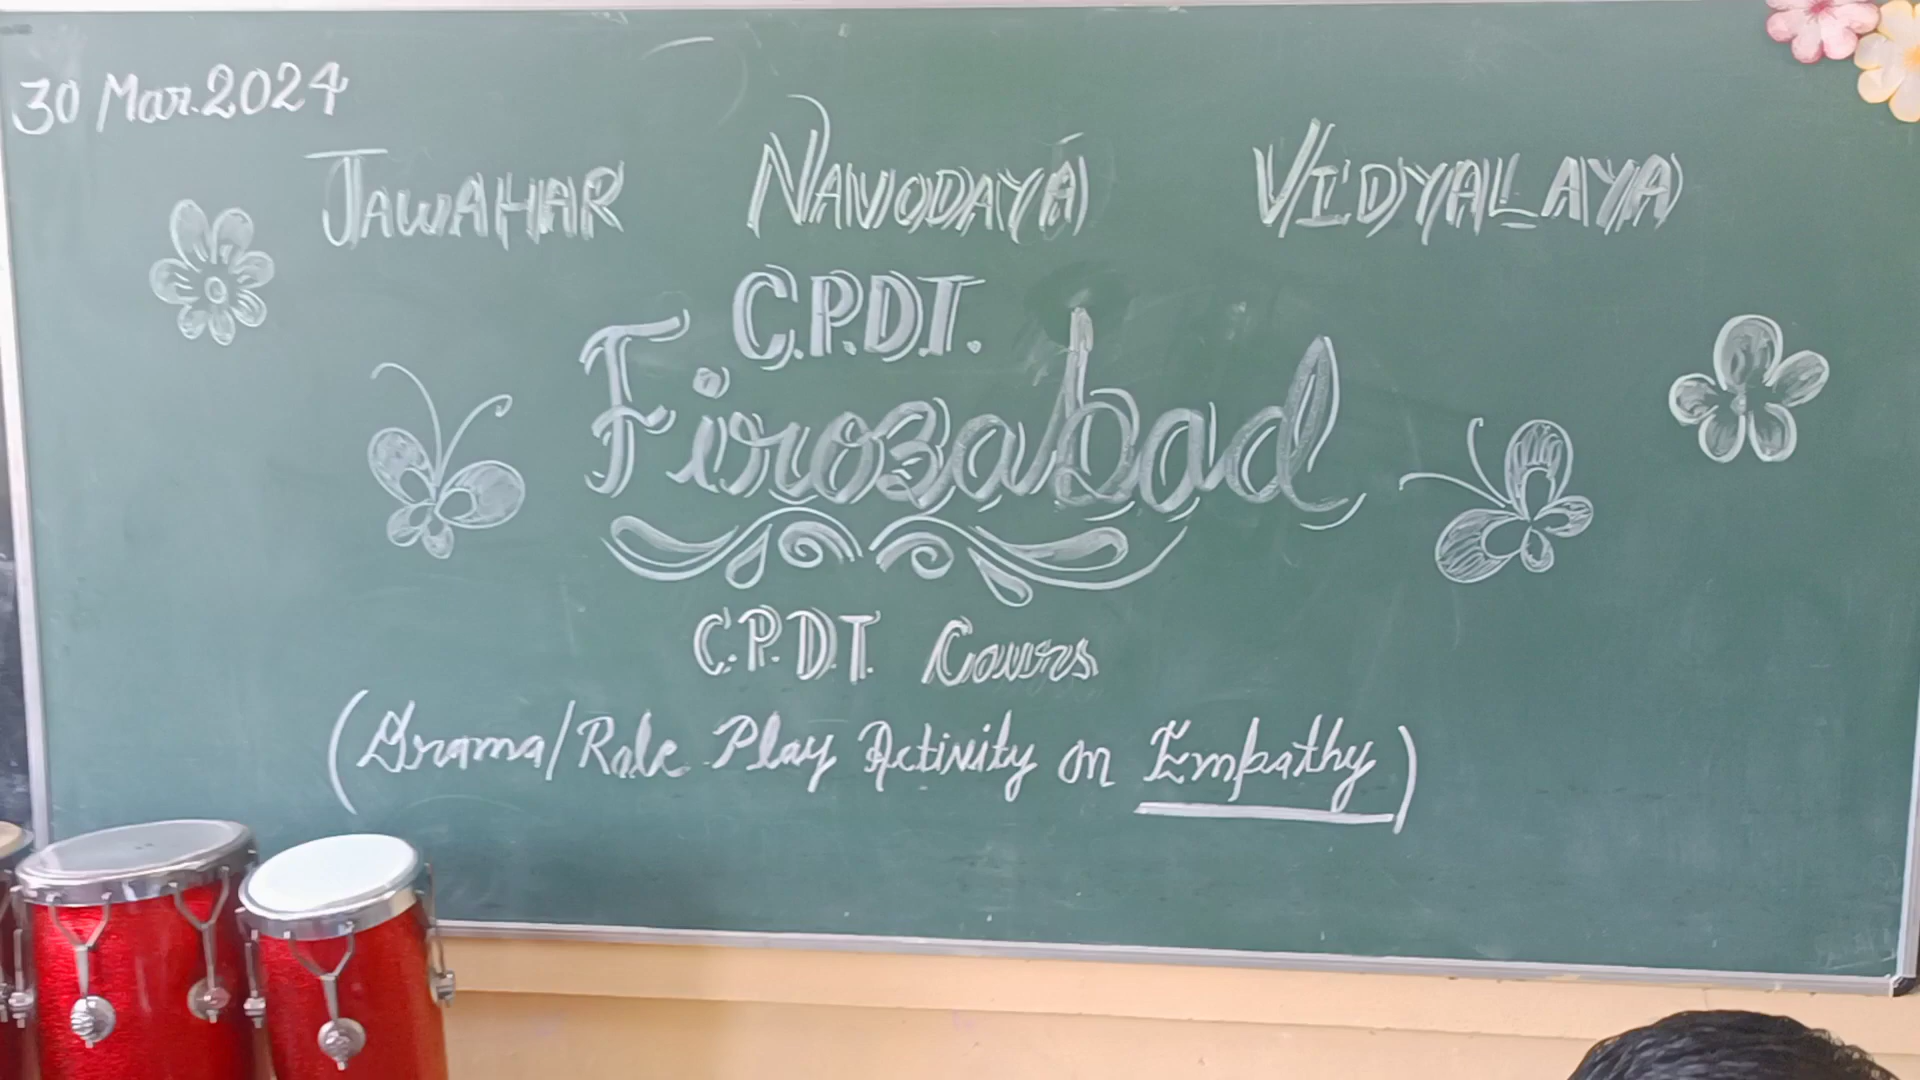 30 Mar. 2024
JAWAHAR NAVODAYA VIDYALAYA
C.P.D.T.
Firozabad
C.P.D.T. Cours
(Drama/Role Play Activity on Empathy)